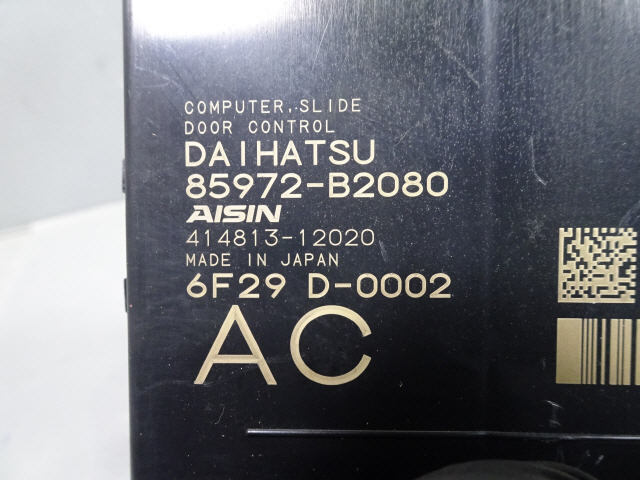 COMPUTER, SLIDE
DOOR CONTROL
DAIHATSU
85972-B2080
AISIN
414813-12020
MADE IN JAPAN
6F29 D-0002
AC